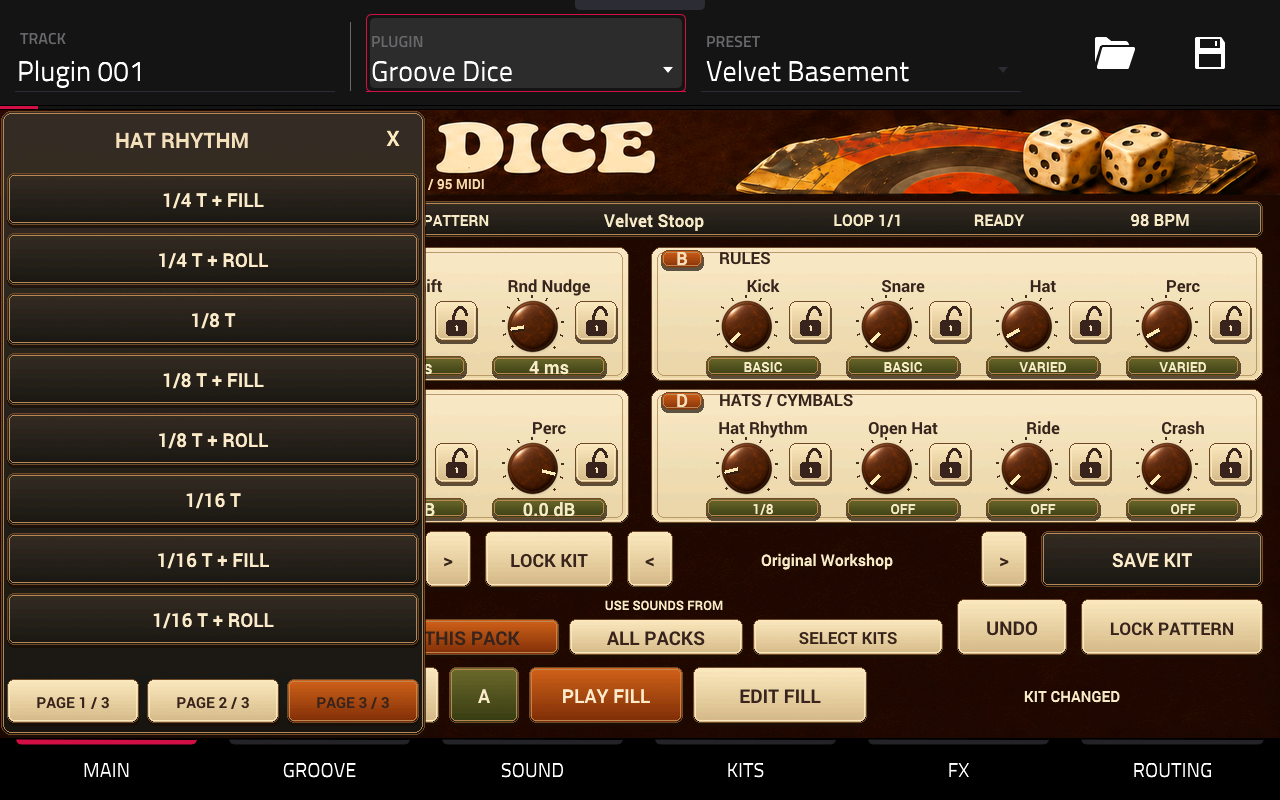 TRACK
Plugin 001
PLUGIN
Groove Dice
PRESET
Velvet Basement
HAT RHYTHM
X
1/4 T + FILL
1/4 T + ROLL
1/8 T
1/8 T + FILL
1/8 T + ROLL
1/16 T
1/16 T + FILL
1/16 T + ROLL
PAGE 1 / 3
PAGE 2 / 3
PAGE 3 / 3
DICE
/ 95 MIDI
PATTERN
Velvet Stoop
LOOP 1/1
READY
98 BPM
ift
Rnd Nudge
s
4 ms
B
RULES
Kick
Snare
Hat
Perc
BASIC
BASIC
VARIED
VARIED
Perc
B
0.0 dB
D
HATS / CYMBALS
Hat Rhythm
Open Hat
Ride
Crash
1/8
OFF
OFF
OFF
>
LOCK KIT
<
Original Workshop
>
SAVE KIT
USE SOUNDS FROM
THIS PACK
ALL PACKS
SELECT KITS
UNDO
LOCK PATTERN
A
PLAY FILL
EDIT FILL
KIT CHANGED
MAIN
GROOVE
SOUND
KITS
FX
ROUTING